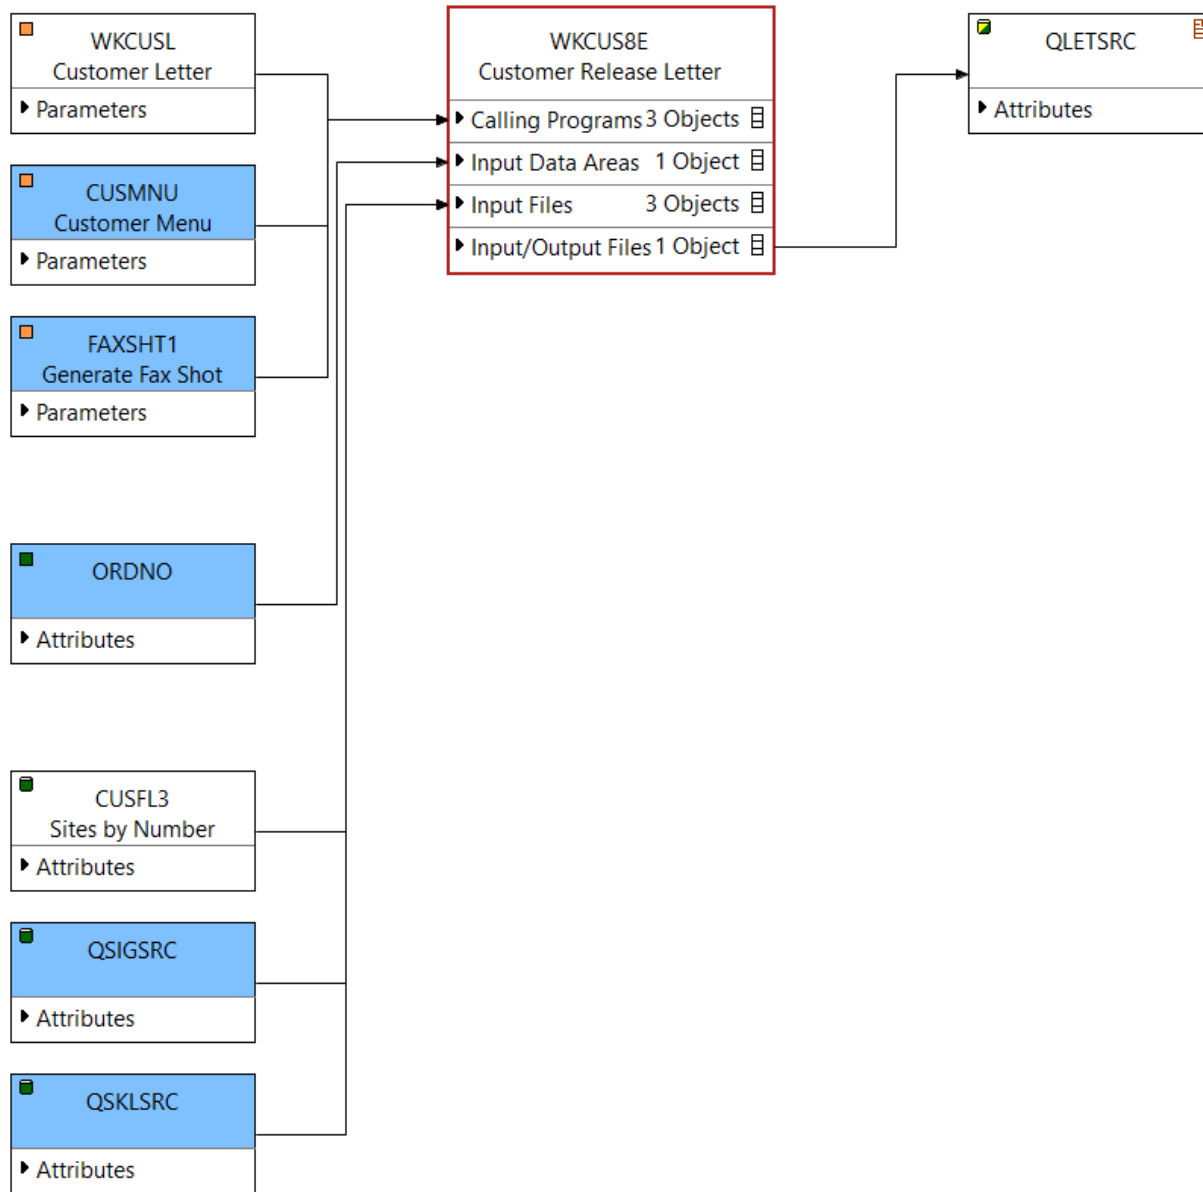 WKCUSL
Customer Letter
Parameters
CUSMNU
Customer Menu
Parameters
FAXSHT1
Generate Fax Shot
Parameters
ORDNO
Attributes
CUSFL3
Sites by Number
Attributes
QSIGSRC
Attributes
QSKLSRC
Attributes
WKCUS8E
Customer Release Letter
Calling Programs 3 Objects
Input Data Areas 1 Object
Input Files 3 Objects
Input/Output Files 1 Object
QLETSRC
Attributes